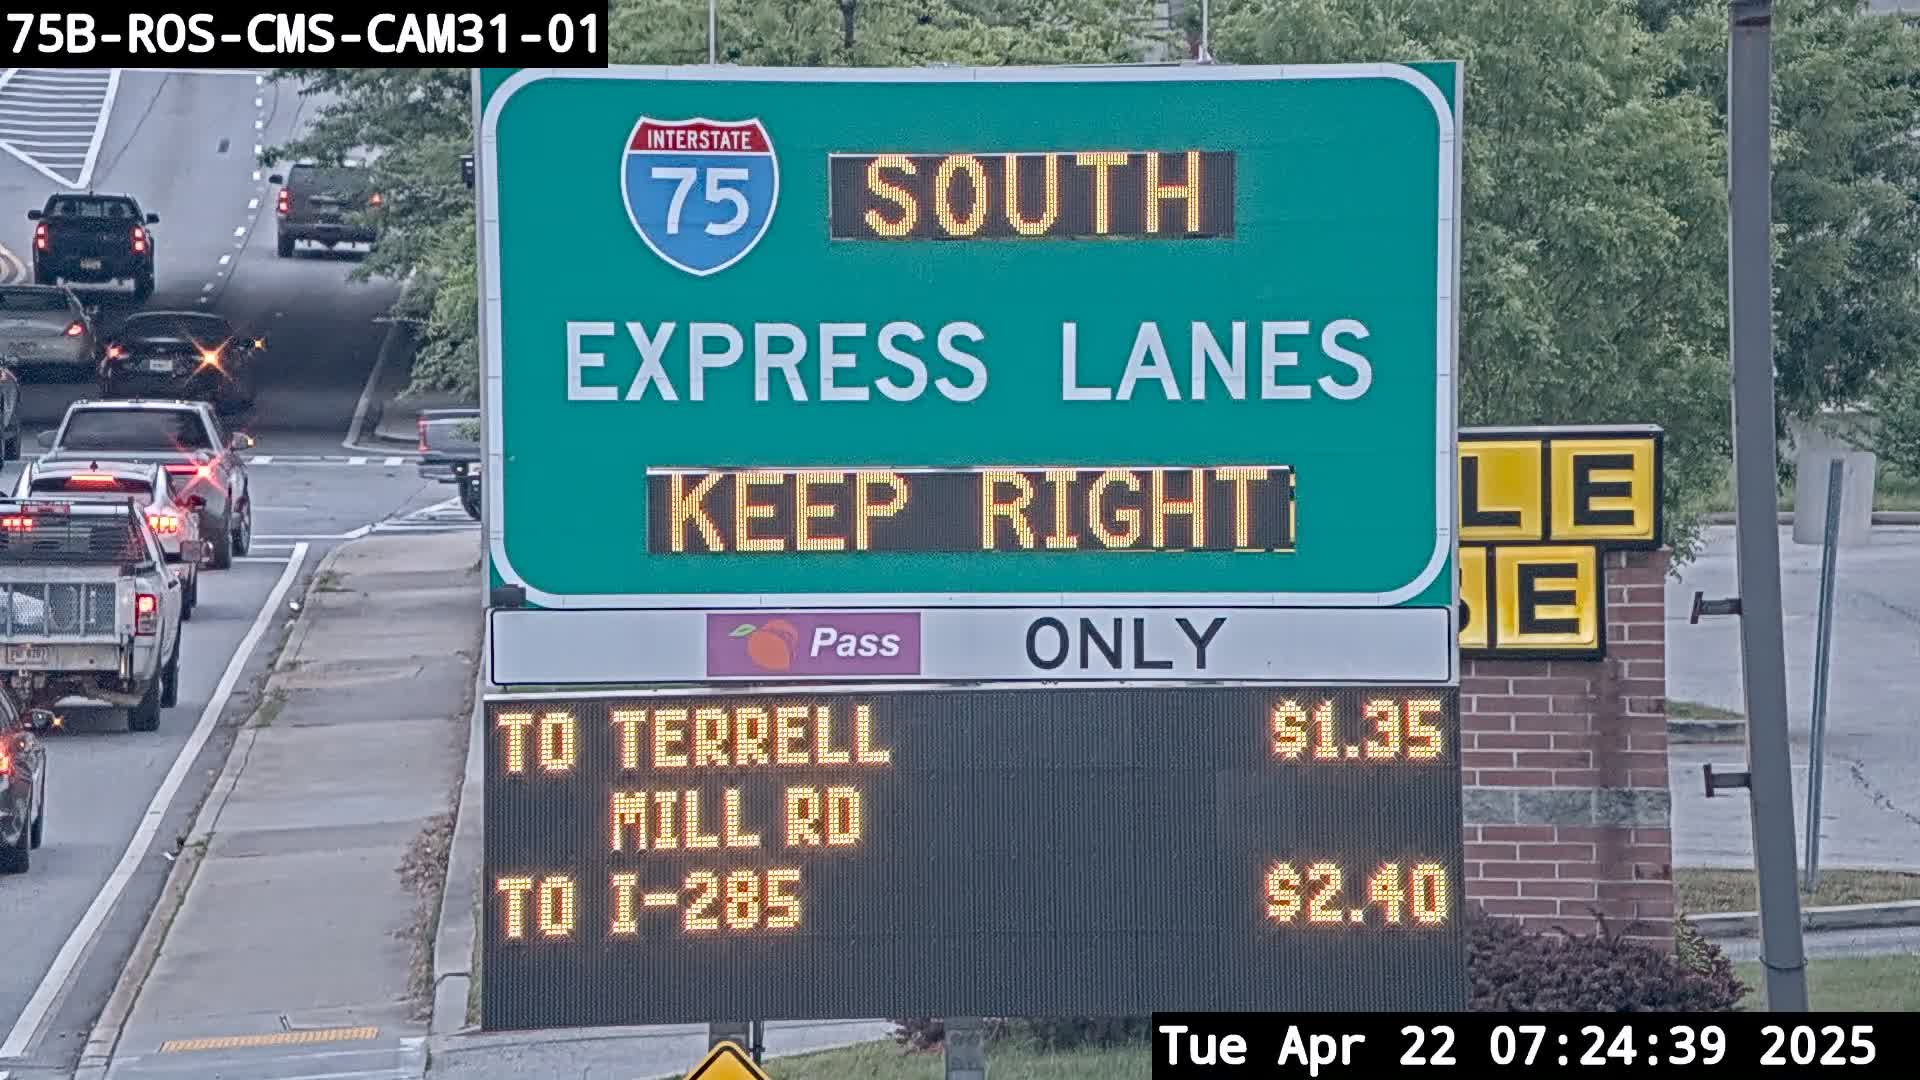 75B-ROS-CMS-CAM31-01
INTERSTATE
75
SOUTH
EXPRESS LANES
KEEP RIGHT
Pass ONLY
TO TERRELL $1.35
MILL RD
TO I-285 $2.40
LE
E
Tue Apr 22 07:24:39 2025